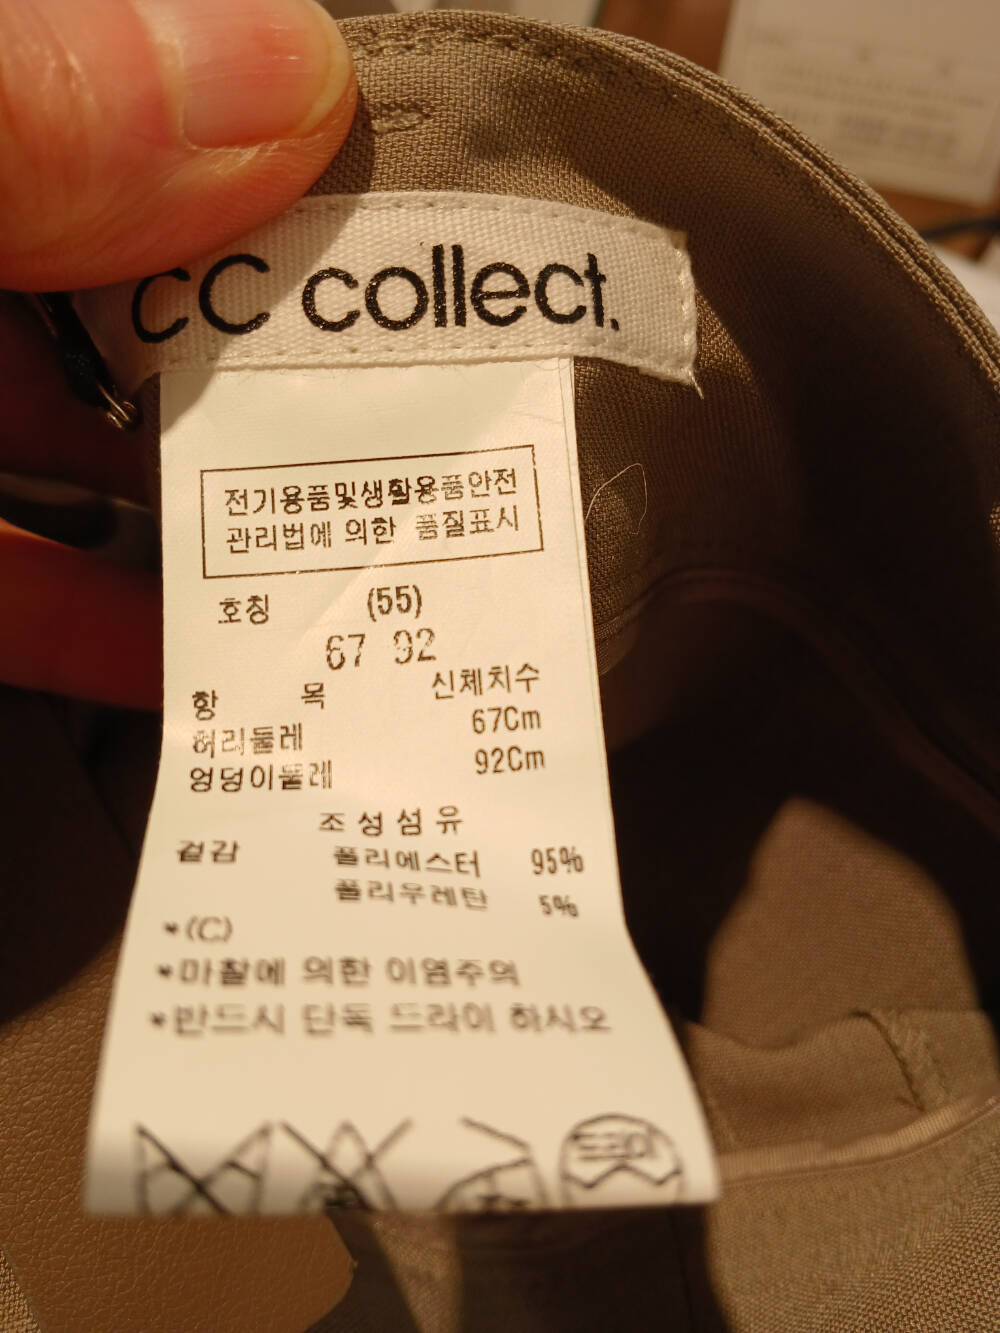 CC collect.
전기용품및생활용품안전
관리법에 의한 품질표시
호칭 (55)
67 92
항 목 신체치수
허리둘레 67Cm
엉덩이둘레 92Cm
조성섬유
겉감 폴리에스터 95%
폴리우레탄 5%
*(C)
*마찰에 의한 이염주의
*반드시 단독 드라이 하시오
드라이